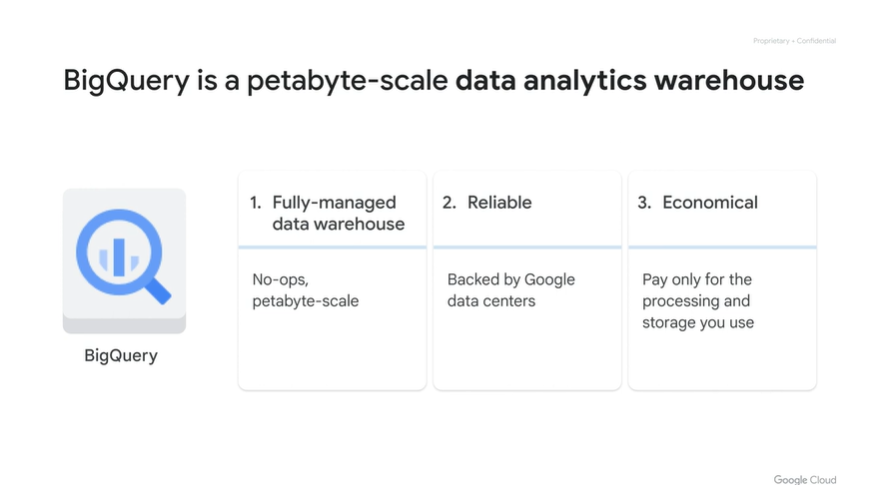 Proprietary + Confidential
BigQuery is a petabyte-scale data analytics warehouse
BigQuery
1. Fully-managed
data warehouse
No-ops,
petabyte-scale
2. Reliable
Backed by Google
data centers
3. Economical
Pay only for the
processing and
storage you use
Google Cloud